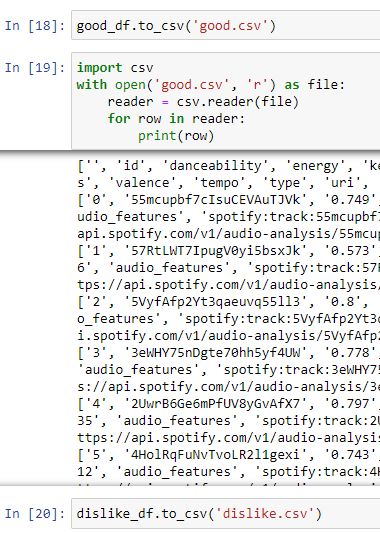 In [18]: good_df.to_csv('good.csv')
In [19]: import csv
with open('good.csv', 'r') as file:
    reader = csv.reader(file)
    for row in reader:
        print(row)
['', 'id', 'danceability', 'energy', 'ke
s', 'valence', 'tempo', 'type', 'uri',
['0', '55mcupbf7cIsuCEVAuTJVk', '0.749'
udio_features', 'spotify:track:55mcupbf7
api.spotify.com/v1/audio-analysis/55mcup
['1', '57RtLWT7IpugV0yi5bsxJk', '0.573'
6', 'audio_features', 'spotify:track:57R
tps://api.spotify.com/v1/audio-analysis/
['2', '5VyfAfp2Yt3qaeuvq55ll3', '0.8',
o_features', 'spotify:track:5VyfAfp2Yt3q
i.spotify.com/v1/audio-analysis/5VyfAfp2
['3', '3eWHY75nDgte70hh5yf4UW', '0.778'
'audio_features', 'spotify:track:3eWHY75
s://api.spotify.com/v1/audio-analysis/3e
['4', '2UwrB6Ge6mPfUV8yGvAfX7', '0.797'
35', 'audio_features', 'spotify:track:2U
ttps://api.spotify.com/v1/audio-analysis
['5', '4HolRqFuNvTvoLR2l1gexi', '0.743'
12', 'audio_features', 'spotify:track:4H
In [20]: dislike_df.to_csv('dislike.csv')